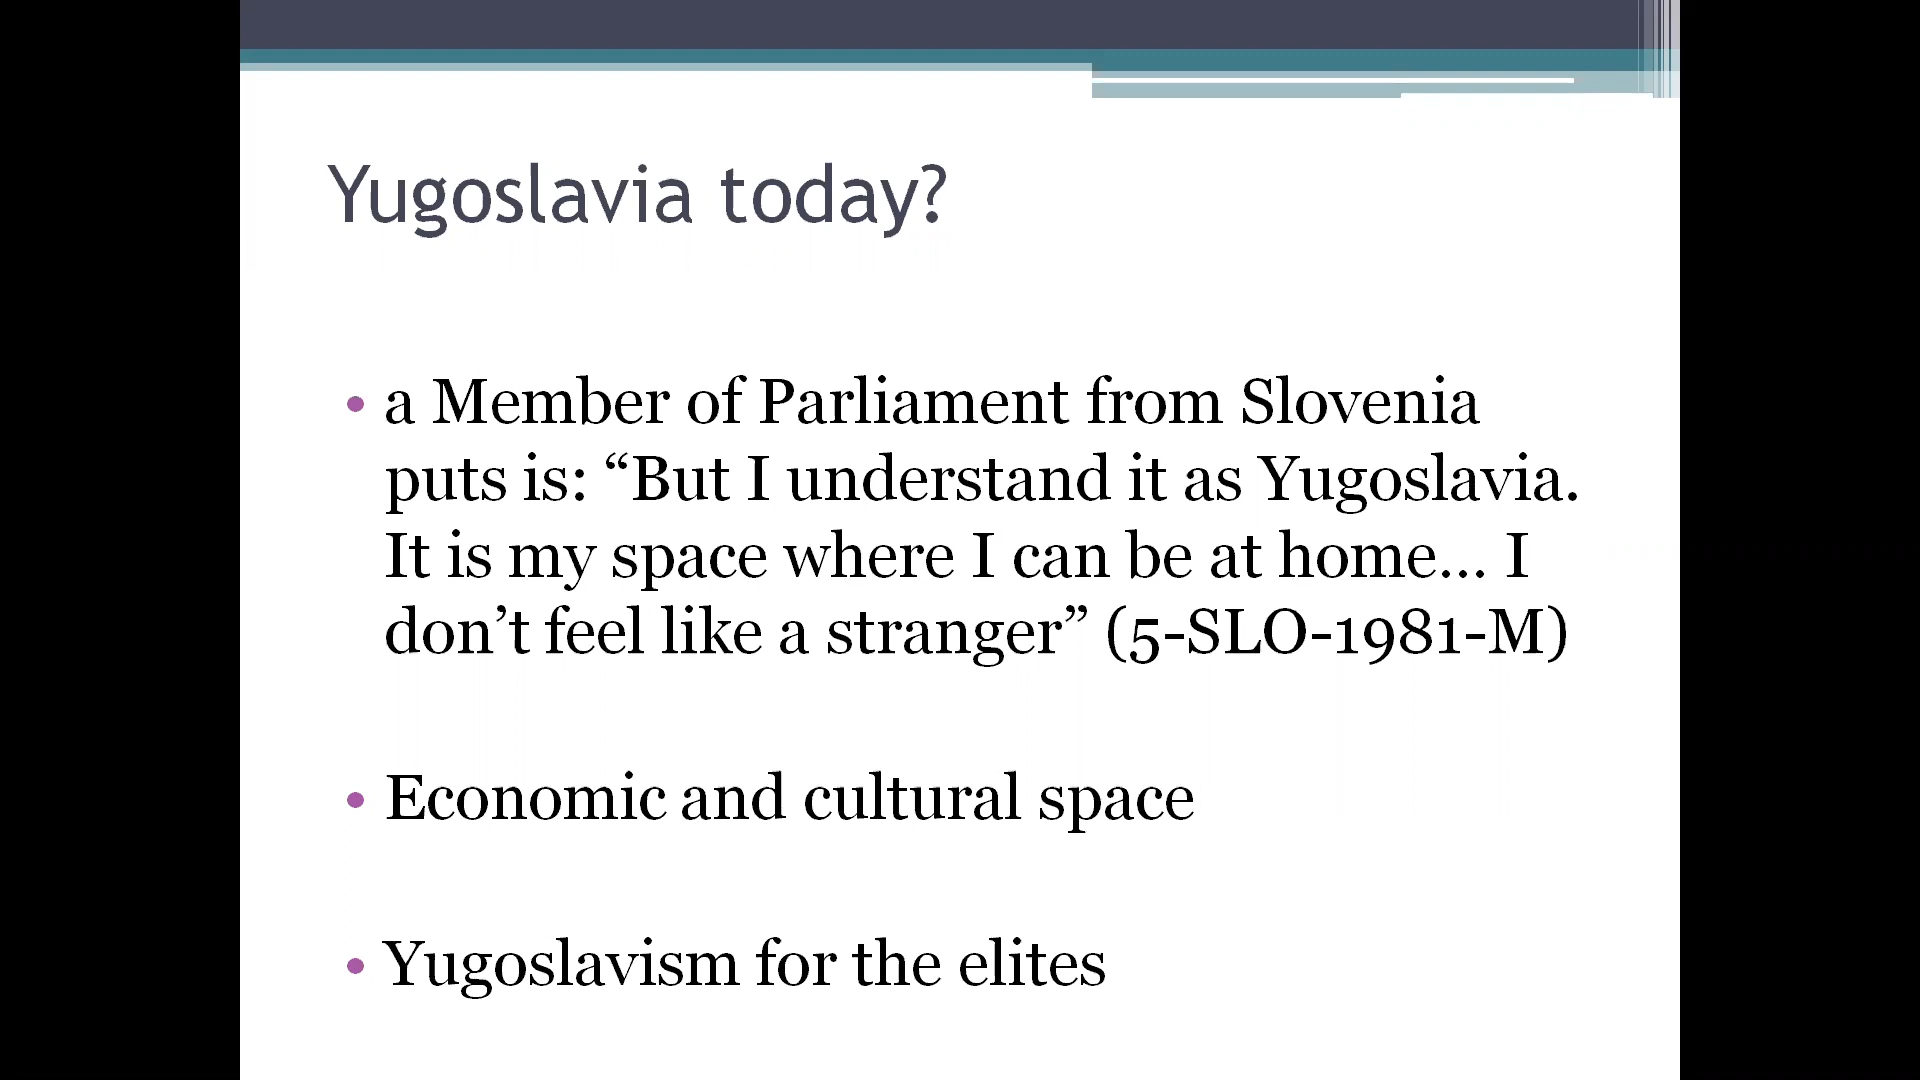 Yugoslavia today?
• a Member of Parliament from Slovenia
puts is: “But I understand it as Yugoslavia.
It is my space where I can be at home… I
don’t feel like a stranger” (5-SLO-1981-M)
• Economic and cultural space
• Yugoslavism for the elites